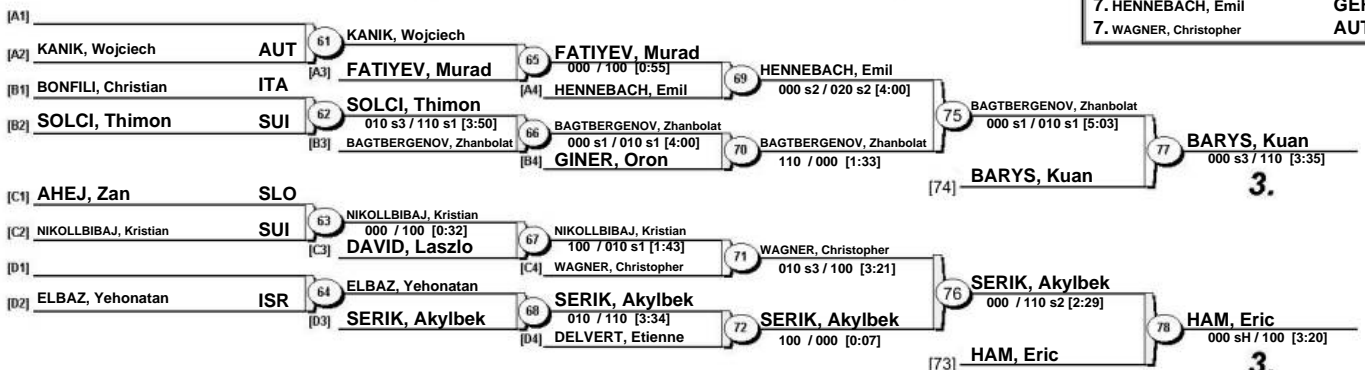 7. HENNEBACH, Emil
7. WAGNER, Christopher AUT
[A1]
[A2] KANIK, Wojciech AUT
61 KANIK, Wojciech
[A3] FATIYEV, Murad
65 FATIYEV, Murad
000 / 100 [0:55]
[A4] HENNEBACH, Emil
69 HENNEBACH, Emil
000 s2 / 020 s2 [4:00]
[B1] BONFILI, Christian ITA
[B2] SOLCI, Thimon SUI
62 SOLCI, Thimon
010 s3 / 110 s1 [3:50]
[B3] BAGTBERGENOV, Zhanbolat
66 BAGTBERGENOV, Zhanbolat
000 s1 / 010 s1 [4:00]
[B4] GINER, Oron
70 BAGTBERGENOV, Zhanbolat
110 / 000 [1:33]
75 BAGTBERGENOV, Zhanbolat
000 s1 / 010 s1 [5:03]
[74] BARYS, Kuan
77 BARYS, Kuan
000 s3 / 110 [3:35]
3.
[C1] AHEJ, Zan SLO
[C2] NIKOLLBIBAJ, Kristian SUI
63 NIKOLLBIBAJ, Kristian
000 / 100 [0:32]
[C3] DAVID, Laszlo
67 NIKOLLBIBAJ, Kristian
100 / 010 s1 [1:43]
[C4] WAGNER, Christopher
71 WAGNER, Christopher
010 s3 / 100 [3:21]
[D1]
[D2] ELBAZ, Yehonatan ISR
64 ELBAZ, Yehonatan
[D3] SERIK, Akylbek
68 SERIK, Akylbek
010 / 110 [3:34]
[D4] DELVERT, Etienne
72 SERIK, Akylbek
100 / 000 [0:07]
76 SERIK, Akylbek
000 / 110 s2 [2:29]
[73] HAM, Eric
78 HAM, Eric
000 sH / 100 [3:20]
3.